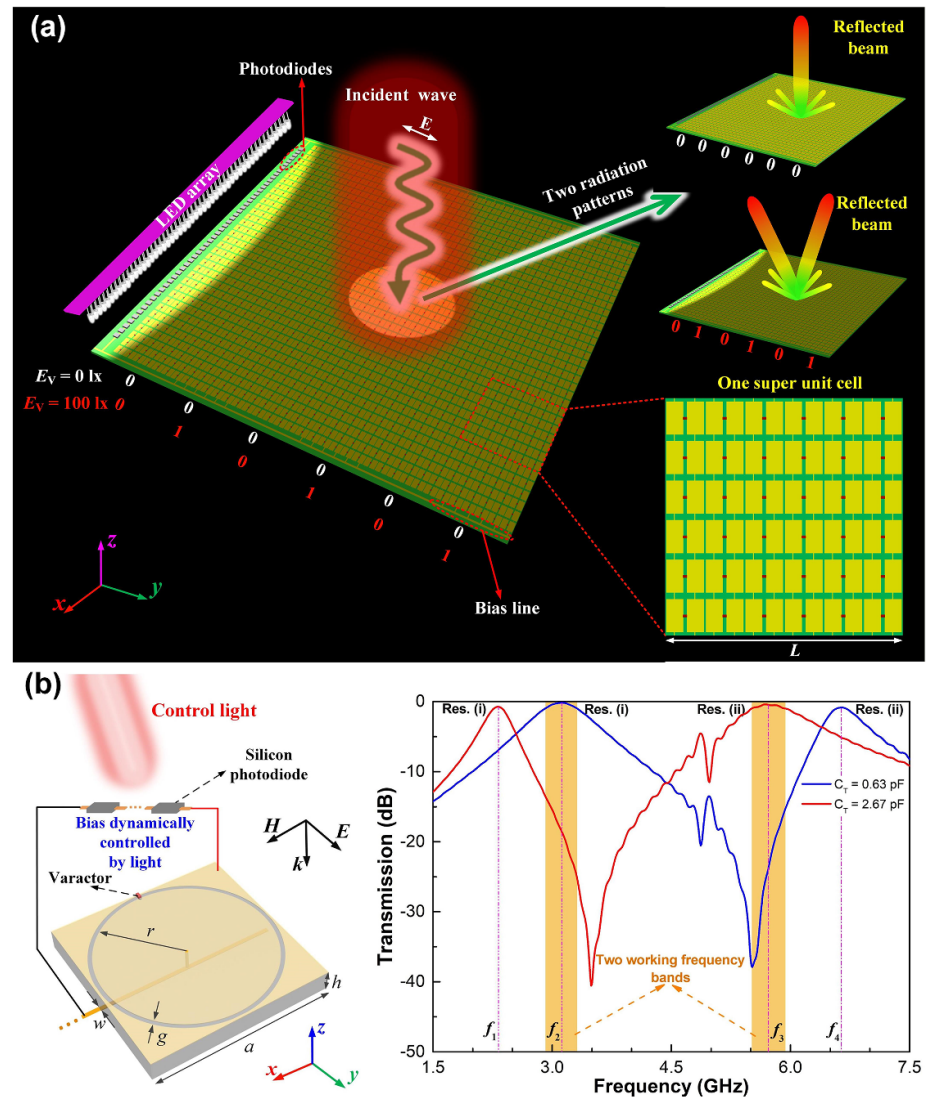 (a)
Photodiodes
Incident wave
E
LED array
Two radiation
patterns
Reflected
beam
0 0 0 0 0 0
Reflected
beam
0 1 0 1 0 1
E_V = 0 lx
0 0 0 0 0 0
E_V = 100 lx
0 1 0 1 0 1
Bias line
z
y
x
One super unit cell
L
(b)
Control light
Silicon
photodiode
Bias dynamically
controlled
by light
H
E
k
Varactor
r
h
w
g
a
z
x
y
Transmission (dB)
0
-10
-20
-30
-40
-50
Res. (i)
Res. (i)
Res. (ii)
Res. (ii)
C_T = 0.63 pF
C_T = 2.67 pF
Two working frequency
bands
f_1
f_2
f_3
f_4
1.5 3.0 4.5 6.0 7.5
Frequency (GHz)